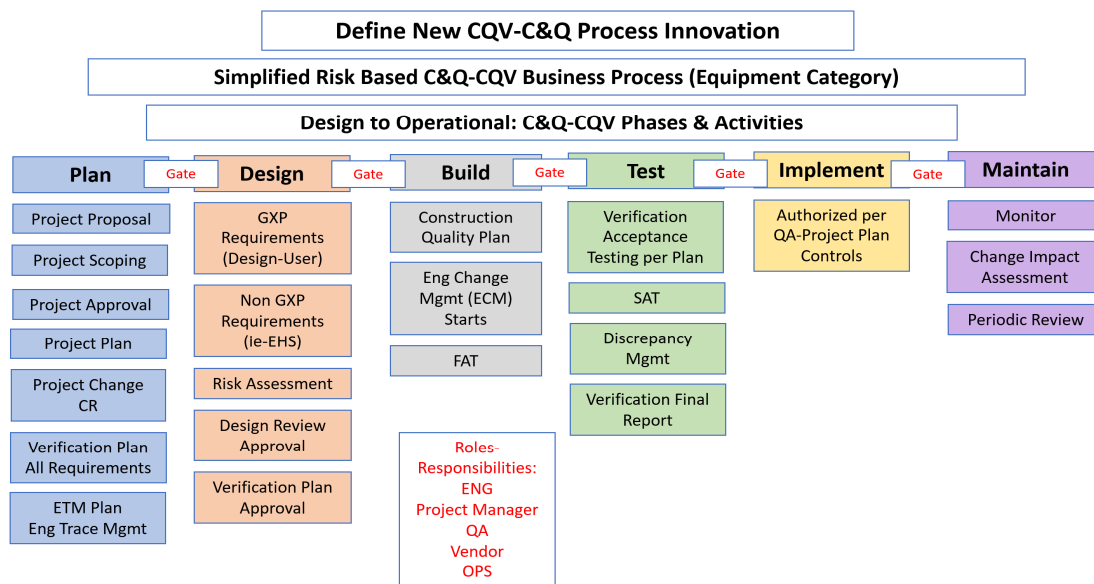 Define New CQV-C&Q Process Innovation
Simplified Risk Based C&Q-CQV Business Process (Equipment Category)
Design to Operational: C&Q-CQV Phases & Activities
Plan
Gate
Design
Gate
Build
Gate
Test
Gate
Implement
Gate
Maintain
Project Proposal
Project Scoping
Project Approval
Project Plan
Project Change
CR
Verification Plan
All Requirements
ETM Plan
Eng Trace Mgmt
GXP
Requirements
(Design-User)
Non GXP
Requirements
(ie-EHS)
Risk Assessment
Design Review
Approval
Verification Plan
Approval
Construction
Quality Plan
Eng Change
Mgmt (ECM)
Starts
FAT
Roles-
Responsibilities:
ENG
Project Manager
QA
Vendor
OPS
Verification
Acceptance
Testing per Plan
SAT
Discrepancy
Mgmt
Verification Final
Report
Authorized per
QA-Project Plan
Controls
Monitor
Change Impact
Assessment
Periodic Review